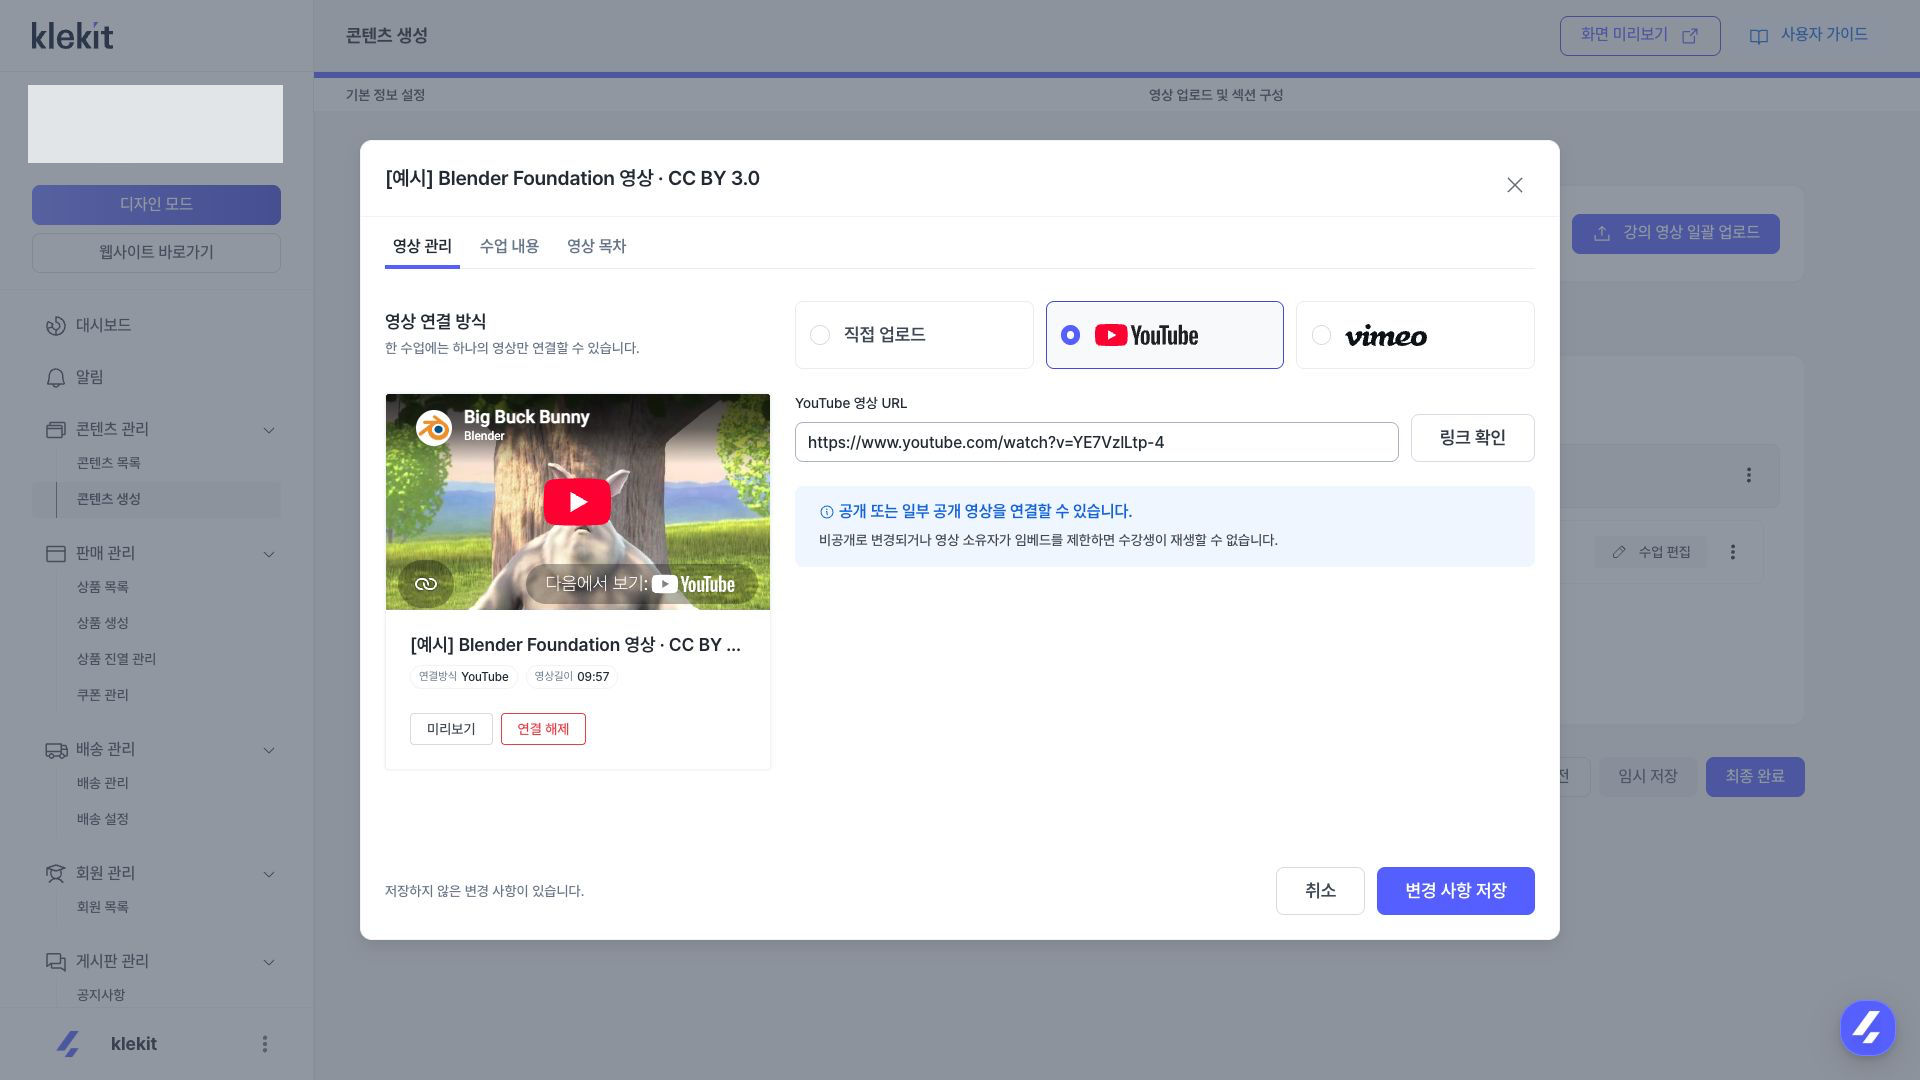 klekit
콘텐츠 생성
화면 미리보기
사용자 가이드
기본 정보 설정
영상 업로드 및 섹션 구성
디자인 모드
웹사이트 바로가기
대시보드
알림
콘텐츠 관리
콘텐츠 목록
콘텐츠 생성
판매 관리
상품 목록
상품 생성
상품 진열 관리
쿠폰 관리
배송 관리
배송 관리
배송 설정
회원 관리
회원 목록
게시판 관리
공지사항
klekit
[예시] Blender Foundation 영상 · CC BY 3.0
영상 관리
수업 내용
영상 목차
영상 연결 방식
한 수업에는 하나의 영상만 연결할 수 있습니다.
직접 업로드
YouTube
vimeo
Big Buck Bunny
Blender
다음에서 보기: YouTube
[예시] Blender Foundation 영상 · CC BY ...
연결방식 YouTube
영상길이 09:57
미리보기
연결 해제
YouTube 영상 URL
https://www.youtube.com/watch?v=YE7VzlLtp-4
링크 확인
공개 또는 일부 공개 영상을 연결할 수 있습니다.
비공개로 변경되거나 영상 소유자가 임베드를 제한하면 수강생이 재생할 수 없습니다.
저장하지 않은 변경 사항이 있습니다.
취소
변경 사항 저장
강의 영상 일괄 업로드
수업 편집
전
임시 저장
최종 완료